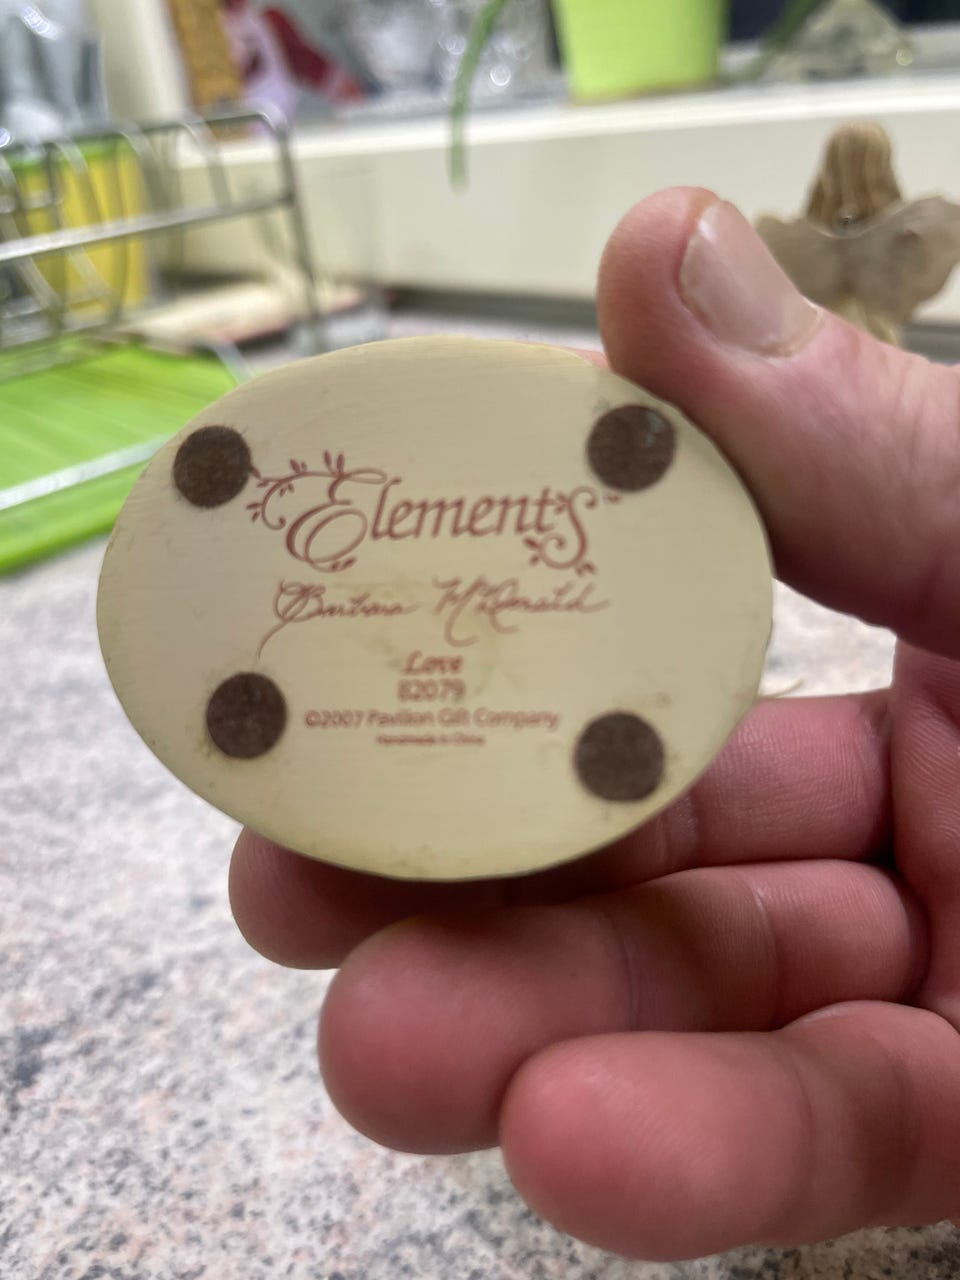 Elements
Barbara McDonald
Love
82079
©2007 Pavilion Gift Company
Handmade in China